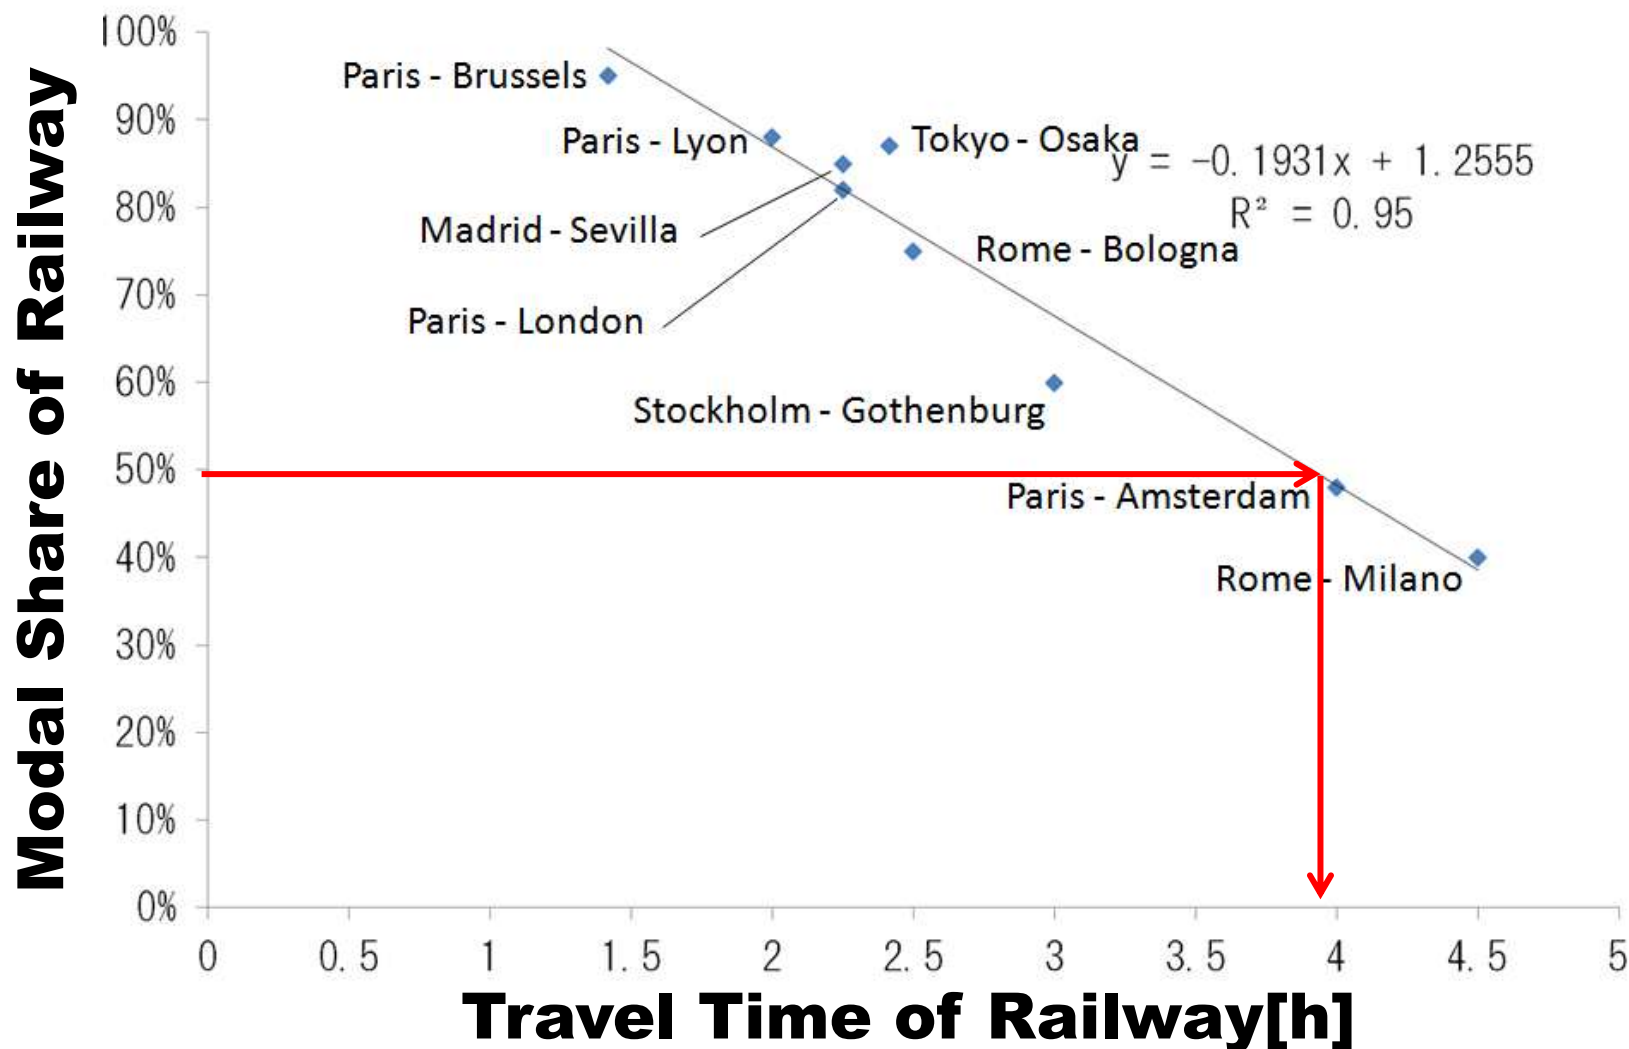 Modal Share of Railway
100%
90%
80%
70%
60%
50%
40%
30%
20%
10%
0%
Paris - Brussels
Paris - Lyon
Tokyo - Osaka
y = -0.1931x + 1.2555
R² = 0.95
Madrid - Sevilla
Rome - Bologna
Paris - London
Stockholm - Gothenburg
Paris - Amsterdam
Rome - Milano
0 0.5 1 1.5 2 2.5 3 3.5 4 4.5 5
Travel Time of Railway[h]